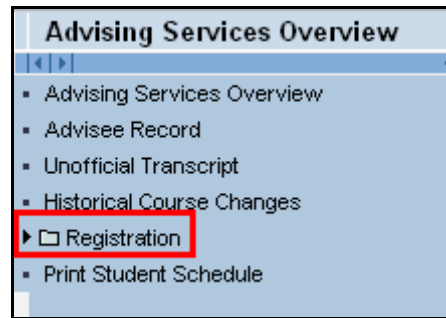 Advising Services Overview
Advising Services Overview
Advisee Record
Unofficial Transcript
Historical Course Changes
Registration
Print Student Schedule